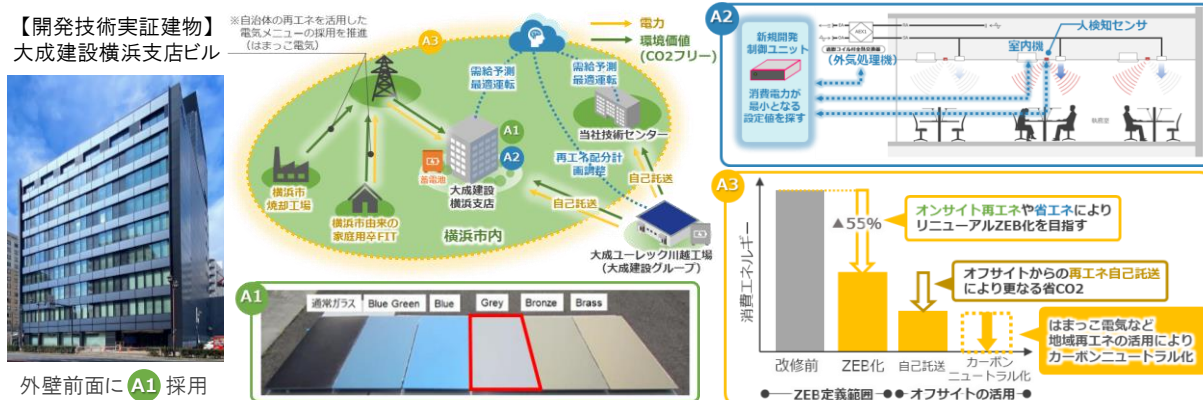 【開発技術実証建物】
大成建設横浜支店ビル
外壁前面に A1 採用
※自治体の再エネを活用した
電気メニューの採用を推進
(はまっこ電気)
A3
電力
環境価値
(CO2フリー)
需給予測
最適運転
需給予測
最適運転
当社技術センター
A1
A2
蓄電池
大成建設
横浜支店
再エネ配分計
画調整
自己託送
自己託送
横浜市
焼却工場
横浜市由来の
家庭用卒FIT
横浜市内
大成ユーレック川越工場
(大成建設グループ)
A1
通常ガラス
Blue Green
Blue
Grey
Bronze
Brass
A2
新規開発
制御ユニット
消費電力が
最小となる
設定値を探す
(外気処理機)
人検知センサ
室内機
A3
消費エネルギー
▲55%
オンサイト再エネや省エネにより
リニューアルZEB化を目指す
オフサイトからの再エネ自己託送
により更なる省CO2
はまっこ電気など
地域再エネの活用により
カーボンニュートラル化
改修前
ZEB化
自己託送
カーボン
ニュートラル化
ZEB定義範囲
オフサイトの活用